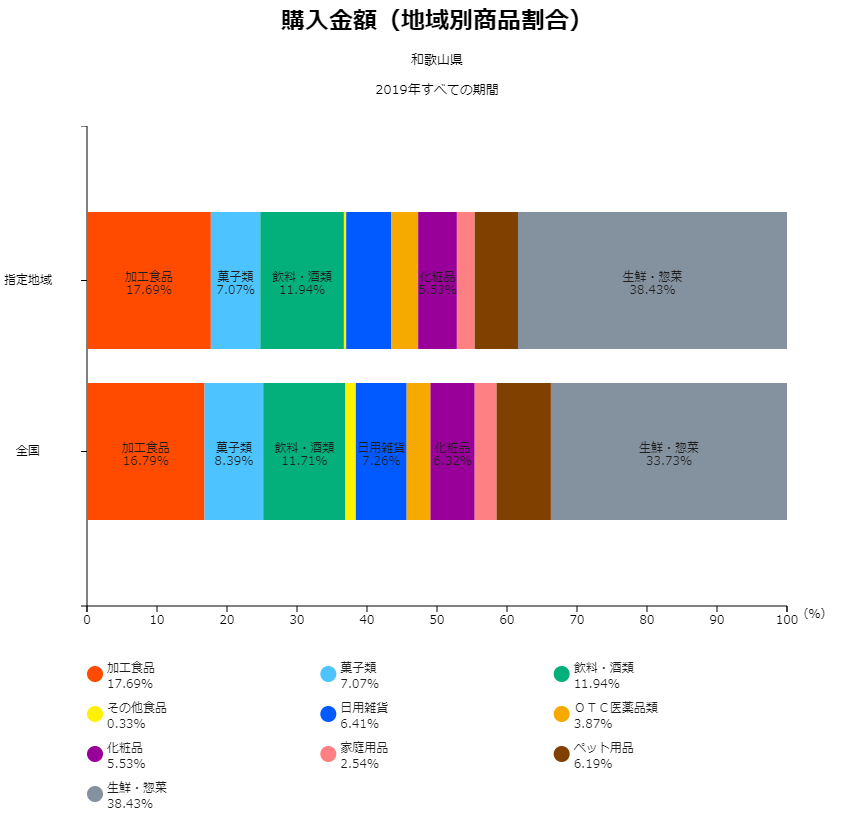 購入金額（地域別商品割合）
和歌山県
2019年すべての期間
指定地域
加工食品
17.69%
菓子類
7.07%
飲料・酒類
11.94%
化粧品
5.53%
生鮮・惣菜
38.43%
全国
加工食品
16.79%
菓子類
8.39%
飲料・酒類
11.71%
日用雑貨
7.26%
化粧品
6.32%
生鮮・惣菜
33.73%
0 10 20 30 40 50 60 70 80 90 100 (%)
加工食品
17.69%
菓子類
7.07%
飲料・酒類
11.94%
その他食品
0.33%
日用雑貨
6.41%
ＯＴＣ医薬品類
3.87%
化粧品
5.53%
家庭用品
2.54%
ペット用品
6.19%
生鮮・惣菜
38.43%